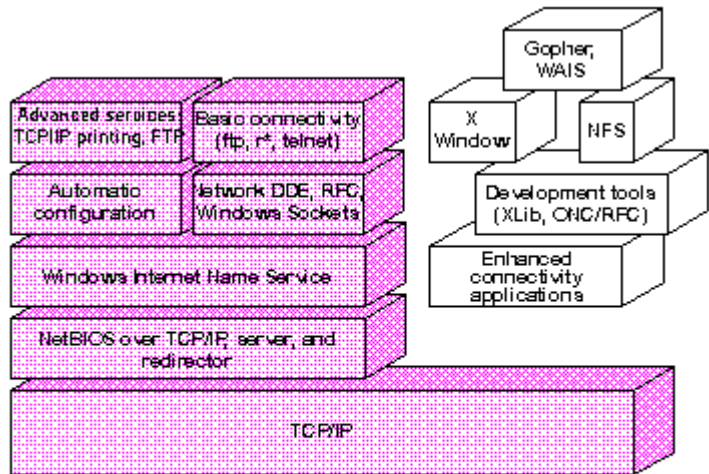 Gopher,
WAIS
Advanced services:
TCP/IP printing, FTP
Basic connectivity
(ftp, r*, telnet)
X
Window
NFS
Automatic
configuration
Network DDE, RFC,
Windows Sockets
Development tools
(XLib, ONC/RFC)
Windows Internet Name Service
Enhanced
connectivity
applications
NetBIOS over TCP/IP, server, and
redirector
TCP/IP